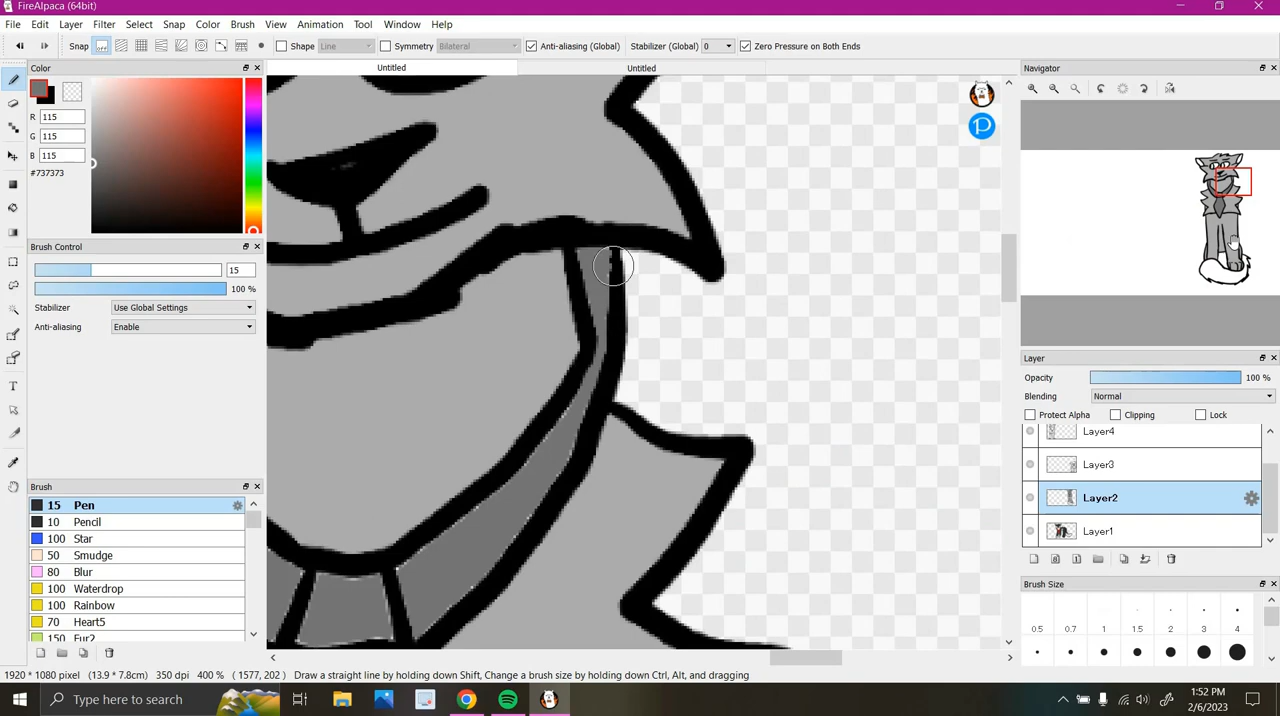 FireAlpaca (64bit)
File Edit Layer Filter Select Snap Color Brush View Animation Tool Window Help
Snap Shape Line Symmetry Bilateral Anti-aliasing (Global) Stabilizer (Global) 0 Zero Pressure on Both Ends
Color
Untitled Untitled
Navigator
R 115
G 115
B 115
#737373
Brush Control
15
100 %
Stabilizer Use Global Settings
Anti-aliasing Enable
Layer
Opacity 100 %
Blending Normal
Protect Alpha Clipping Lock
Layer4
Layer3
Layer2
Layer1
Brush
15 Pen
10 Pencil
100 Star
50 Smudge
80 Blur
100 Waterdrop
100 Rainbow
70 Heart5
150 Fur2
Brush Size
0.5 0.7 1 1.5 2 3 4
1920 * 1080 pixel (13.9 * 7.8cm) 350 dpi 400 % ( 1577, 202 ) Draw a straight line by holding down Shift, Change a brush size by holding down Ctrl, Alt, and dragging
Type here to search
1:52 PM
2/6/2023